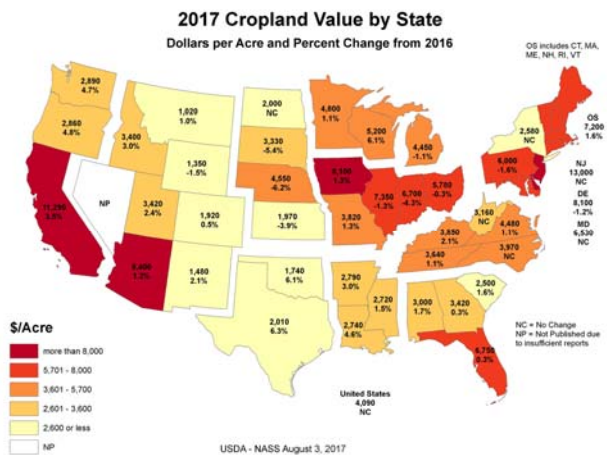 2017 Cropland Value by State
Dollars per Acre and Percent Change from 2016
OS includes CT, MA,
ME, NH, RI, VT
2,890
4.7%
2,860
4.8%
3,400
3.0%
1,020
1.0%
2,000
NC
4,800
1.1%
5,200
6.1%
4,450
-1.1%
2,580
NC
OS
7,200
1.6%
1,350
-1.5%
3,330
-5.4%
NJ
13,000
NC
DE
8,100
-1.2%
MD
6,530
NC
NP
3,420
2.4%
1,920
0.5%
4,550
-6.2%
1,970
-3.9%
7,350
-1.3%
6,700
-4.3%
-0.3%
6,000
-1.6%
3,820
1.3%
3,160
NC
4,480
1.1%
2.1%
3,970
NC
3,640
1.1%
1,480
2.1%
1,740
6.1%
2,790
3.0%
2,010
6.3%
2,740
4.6%
2,720
1.5%
3,000
1.7%
3,420
0.3%
2,500
1.6%
0.3%
$/Acre
more than 8,000
5,701 - 8,000
3,601 - 5,700
2,601 - 3,600
2,600 or less
NP
NC = No Change
NP = Not Published due
to insufficient reports
United States
4,090
NC
USDA - NASS August 3, 2017